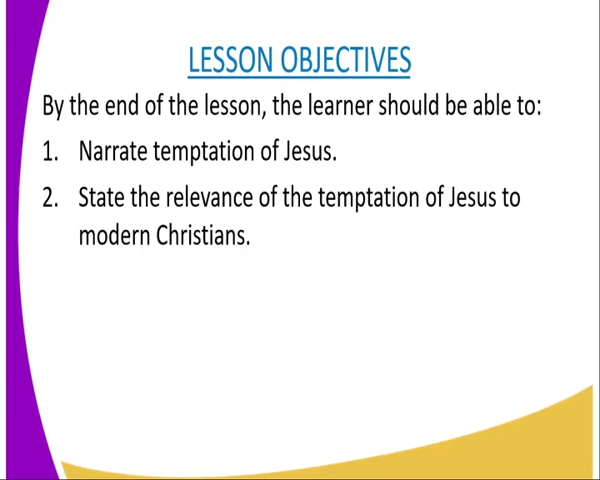 LESSON OBJECTIVES
By the end of the lesson, the learner should be able to:
1. Narrate temptation of Jesus.
2. State the relevance of the temptation of Jesus to
modern Christians.